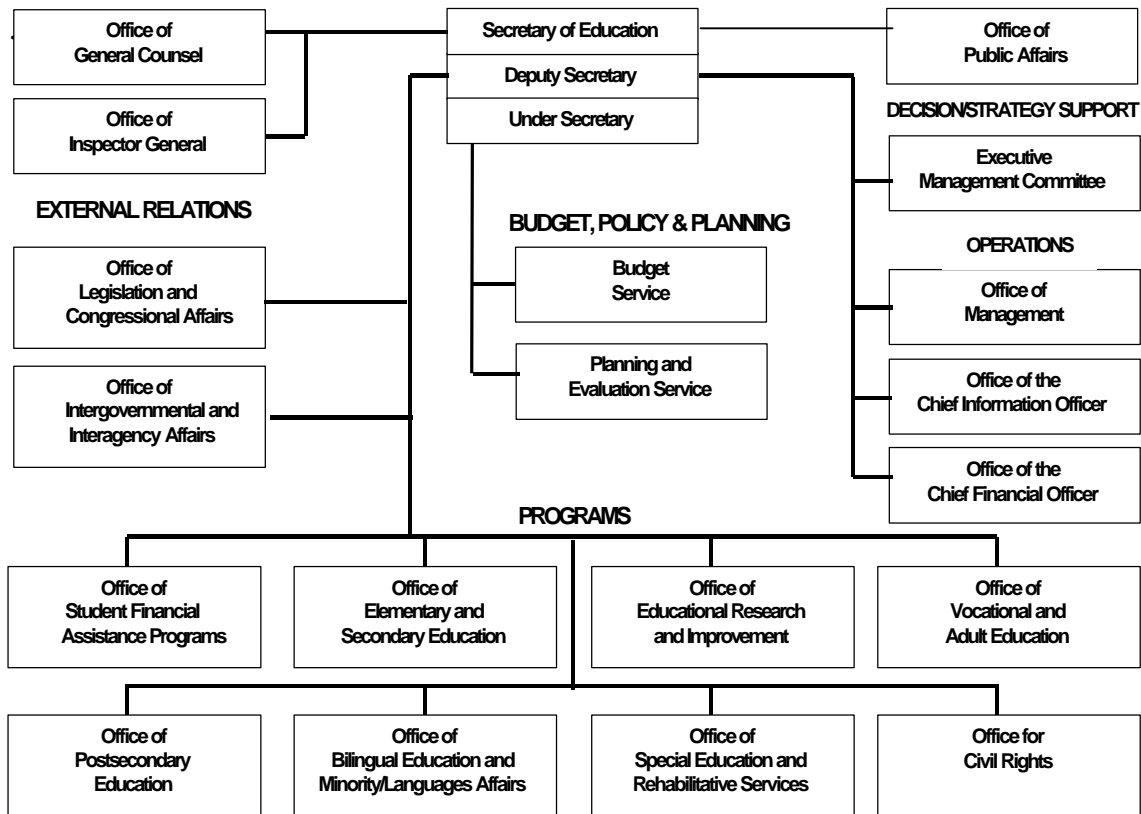 Office of
General Counsel
Secretary of Education
Deputy Secretary
Under Secretary
Office of
Public Affairs
Office of
Inspector General
DECISION/STRATEGY SUPPORT
Executive
Management Committee
EXTERNAL RELATIONS
BUDGET, POLICY & PLANNING
OPERATIONS
Office of
Legislation and
Congressional Affairs
Budget
Service
Office of
Management
Office of
Intergovernmental and
Interagency Affairs
Planning and
Evaluation Service
Office of the
Chief Information Officer
Office of the
Chief Financial Officer
PROGRAMS
Office of
Student Financial
Assistance Programs
Office of
Elementary and
Secondary Education
Office of
Educational Research
and Improvement
Office of
Vocational and
Adult Education
Office of
Postsecondary
Education
Office of
Bilingual Education and
Minority/Languages Affairs
Office of
Special Education and
Rehabilitative Services
Office for
Civil Rights